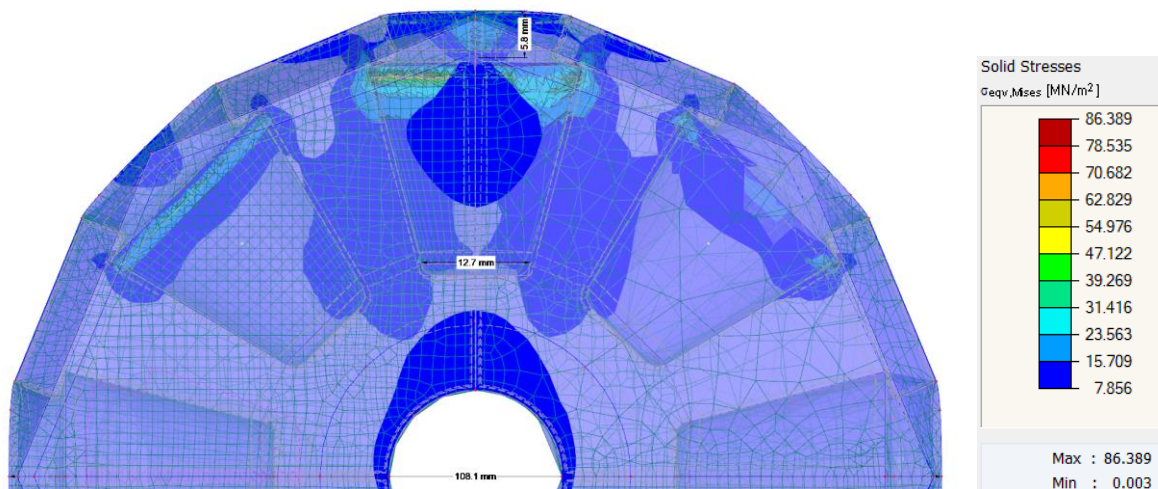 5.8 mm
12.7 mm
108.1 mm
Solid Stresses
σeqv,Mises [MN/m²]
86.389
78.535
70.682
62.829
54.976
47.122
39.269
31.416
23.563
15.709
7.856
Max : 86.389
Min : 0.003